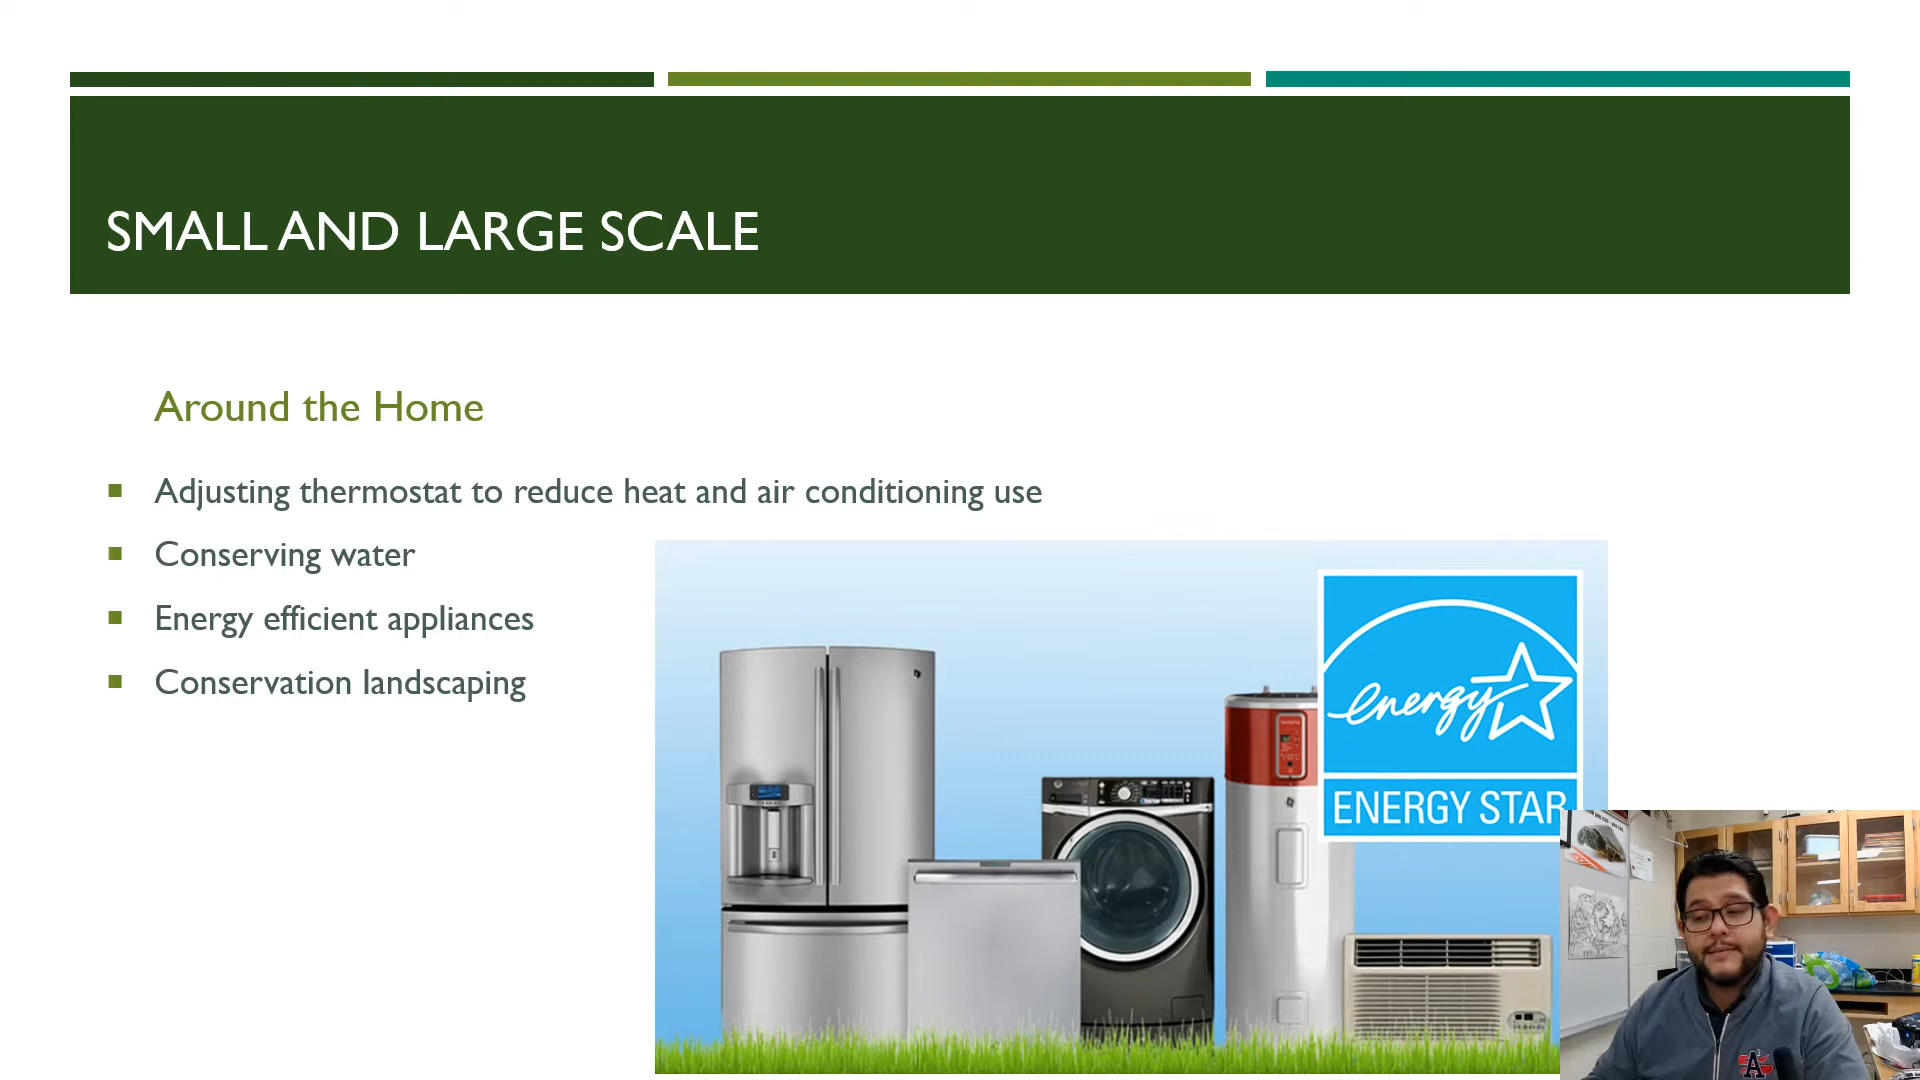 SMALL AND LARGE SCALE
Around the Home
Adjusting thermostat to reduce heat and air conditioning use
Conserving water
Energy efficient appliances
Conservation landscaping
energy
ENERGY STAR
A